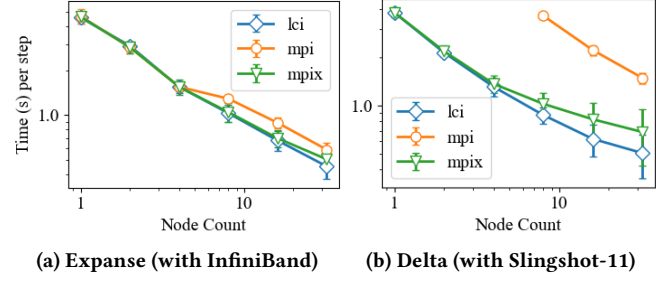 Time (s) per step
1.0
lci
mpi
mpix
1
10
Node Count
(a) Expanse (with InfiniBand)
1.0
lci
mpi
mpix
1
10
Node Count
(b) Delta (with Slingshot-11)